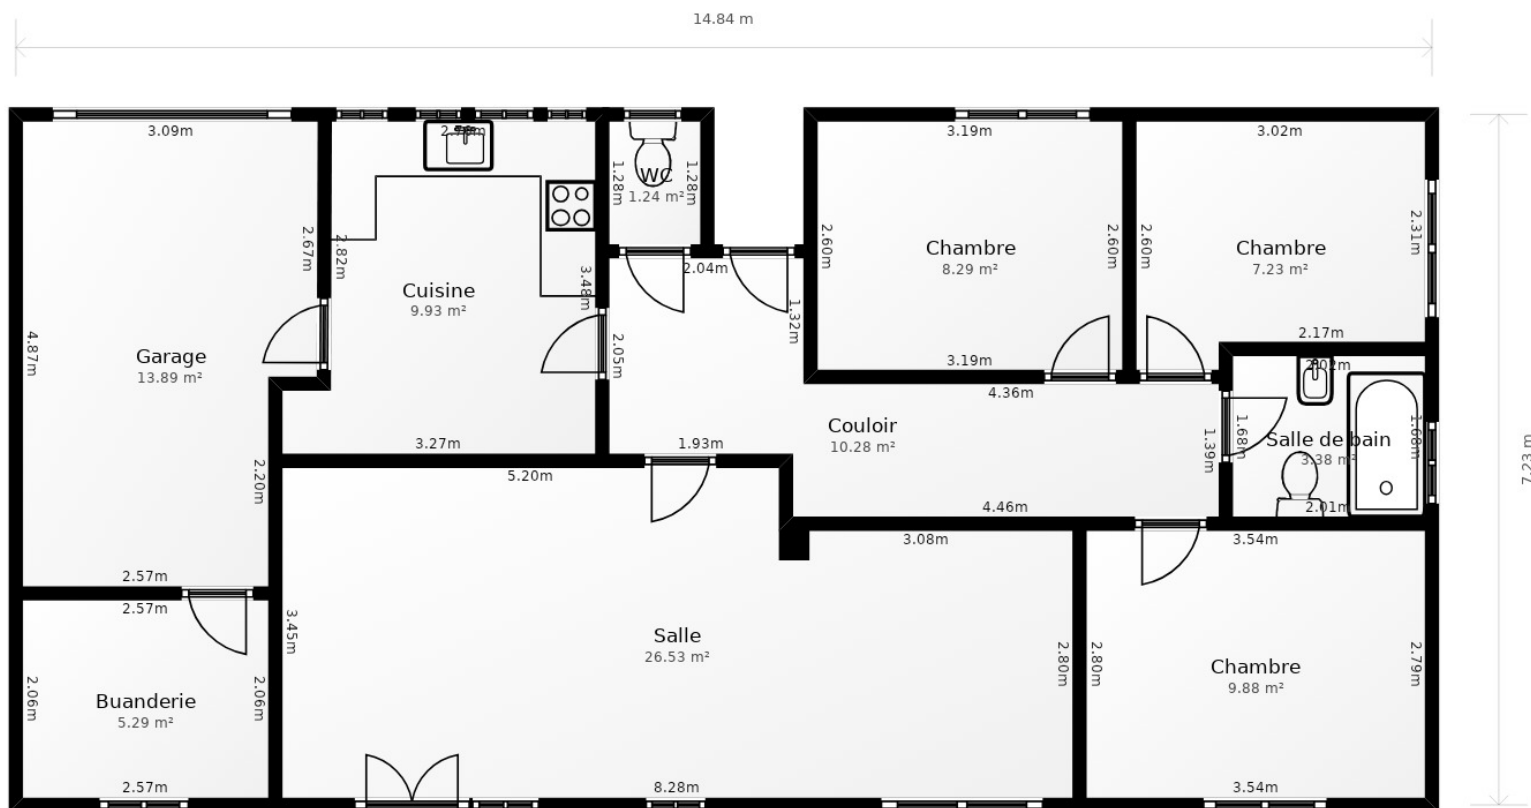 14.84 m
3.09m
3.19m
3.02m
1.28m
1.28m
WC
1.24 m²
2.67m
2.82m
2.60m
2.60m
2.60m
2.31m
Chambre
8.29 m²
Chambre
7.23 m²
2.04m
Cuisine
9.93 m²
3.48m
1.32m
4.87m
Garage
13.89 m²
2.05m
2.17m
3.19m
2.02m
4.36m
Couloir
10.28 m²
3.27m
1.93m
1.39m
1.68m
Salle de bain
3.38 m²
1.68m
7.23 m
2.20m
5.20m
4.46m
2.01m
3.08m
3.54m
2.57m
2.57m
3.45m
Salle
26.53 m²
2.80m
2.80m
Chambre
9.88 m²
2.79m
2.06m
Buanderie
5.29 m²
2.06m
2.57m
8.28m
3.54m